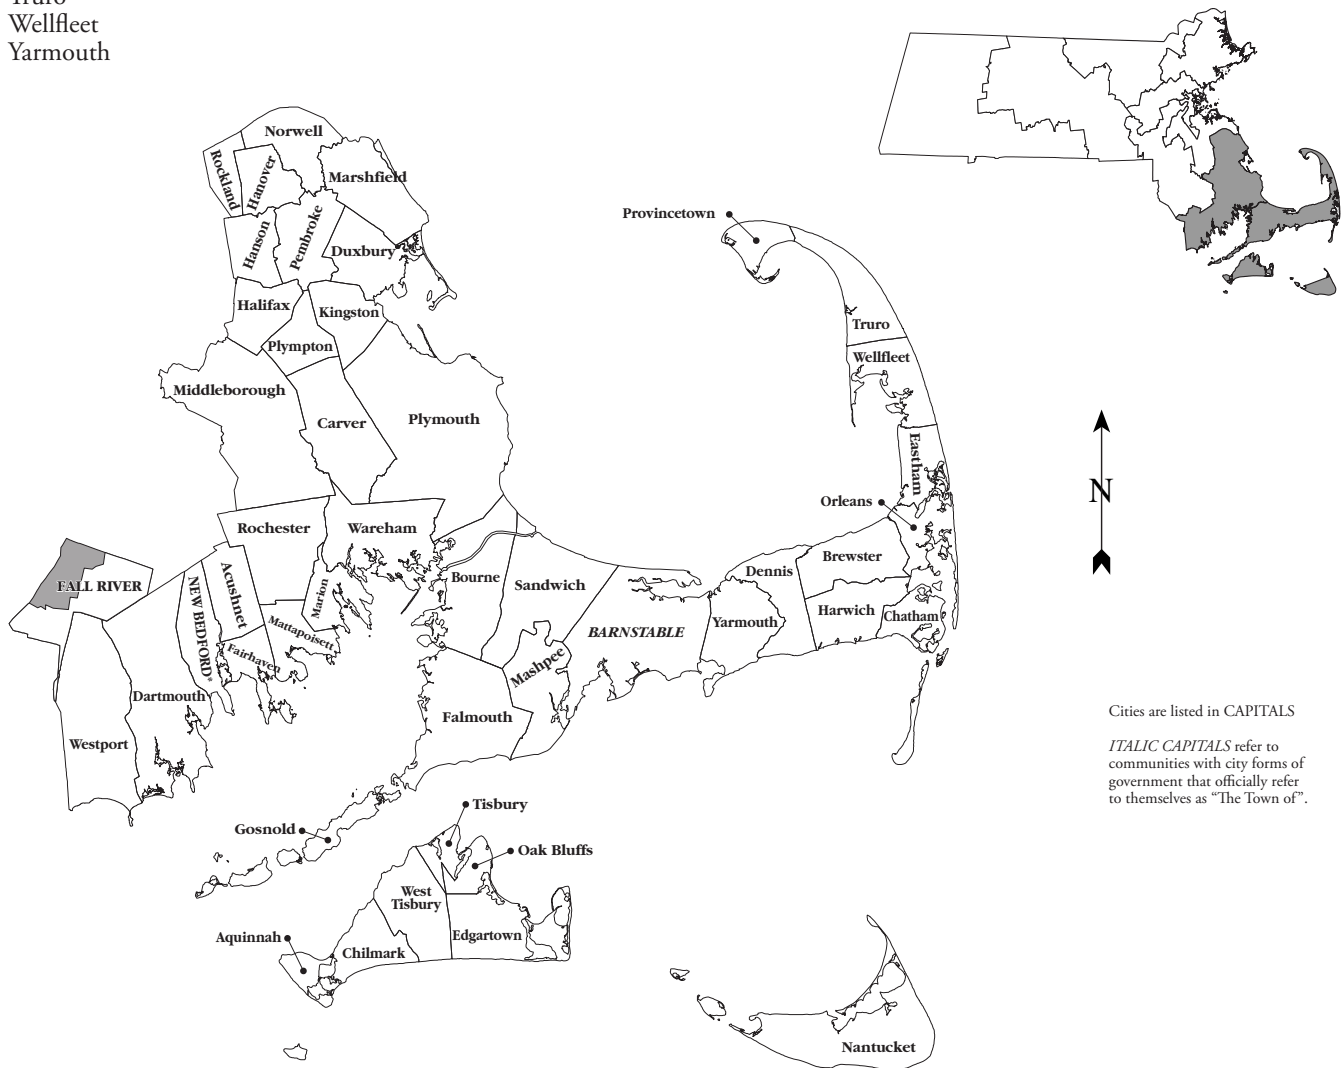 Truro
Wellfleet
Yarmouth
Norwell
Rockland
Hanover
Marshfield
Hanson
Pembroke
Duxbury
Halifax
Kingston
Plympton
Middleborough
Carver
Plymouth
Rochester
Wareham
FALL RIVER
NEW BEDFORD*
Acushnet
Marion
Mattapoisett
Fairhaven
Dartmouth
Westport
Bourne
Sandwich
BARNSTABLE
Mashpee
Falmouth
Provincetown
Truro
Wellfleet
Eastham
Orleans
Brewster
Dennis
Yarmouth
Harwich
Chatham
Gosnold
Tisbury
Oak Bluffs
West
Tisbury
Edgartown
Aquinnah
Chilmark
Nantucket
N
Cities are listed in CAPITALS
ITALIC CAPITALS refer to
communities with city forms of
government that officially refer
to themselves as “The Town of”.